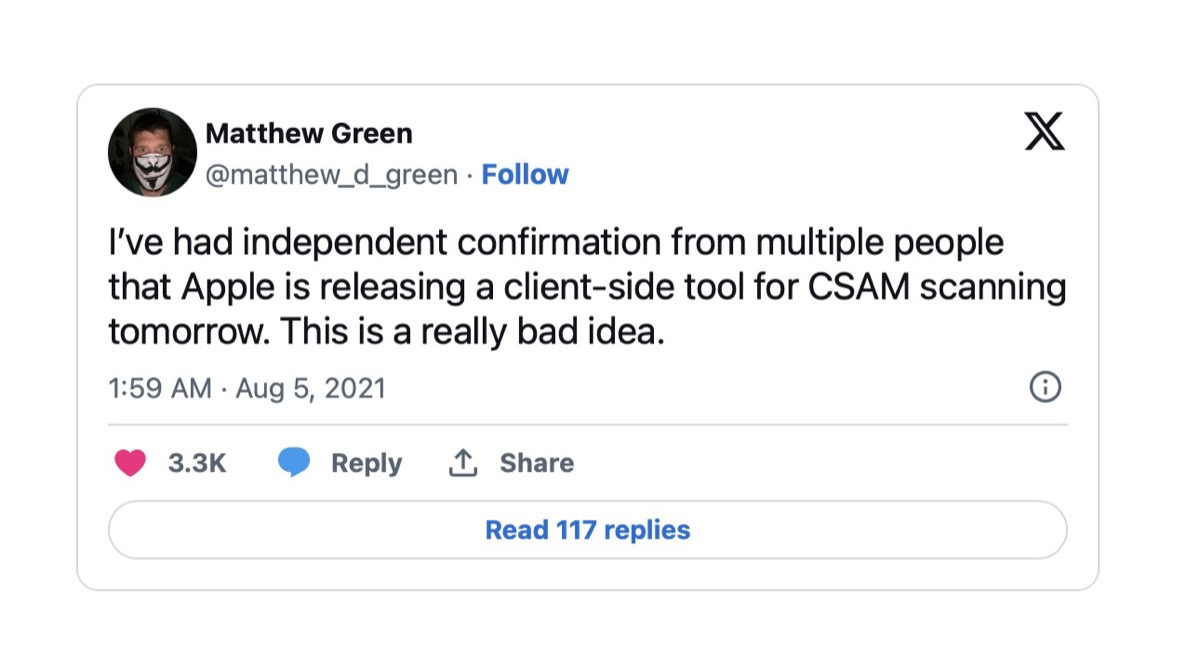 Matthew Green
@matthew_d_green · Follow
I’ve had independent confirmation from multiple people
that Apple is releasing a client-side tool for CSAM scanning
tomorrow. This is a really bad idea.
1:59 AM · Aug 5, 2021
3.3K Reply Share
Read 117 replies